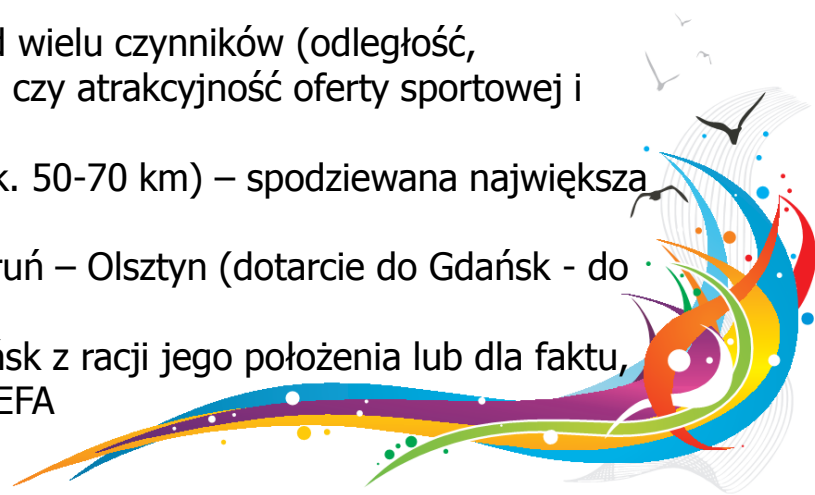 d wielu czynników (odległość,
czy atrakcyjność oferty sportowej i
k. 50-70 km) – spodziewana największa
ruń – Olsztyn (dotarcie do Gdańsk - do
ńsk z racji jego położenia lub dla faktu,
EFA